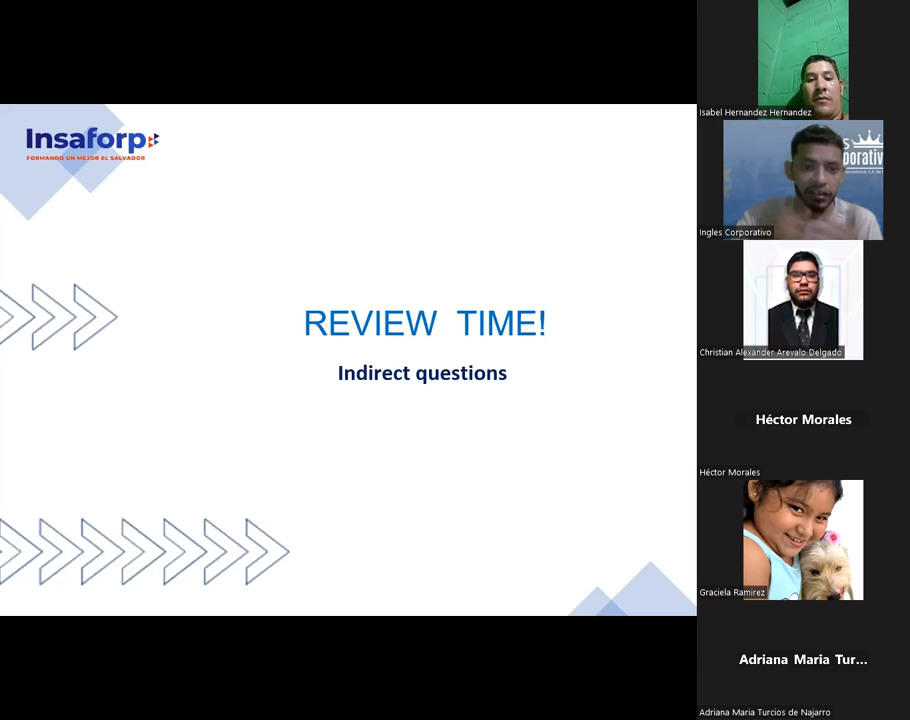 Insaforp
FORMANDO UN MEJOR EL SALVADOR
REVIEW TIME!
Indirect questions
Isabel Hernandez Hernandez
Ingles Corporativo
Christian Alexander Arevalo Delgado
Héctor Morales
Héctor Morales
Graciela Ramirez
Adriana Maria Tur...
Adriana Maria Turcios de Najarro